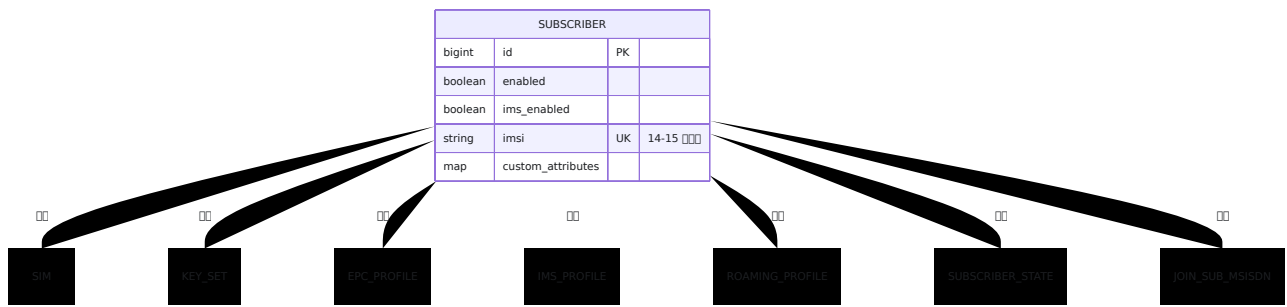 SUBSCRIBER
bigint id PK
boolean enabled
boolean ims_enabled
string imsi UK 14-15
map custom_attributes
SIM
KEY_SET
EPC_PROFILE
IMS_PROFILE
ROAMING_PROFILE
SUBSCRIBER_STATE
JOIN_SUB_MSISDN